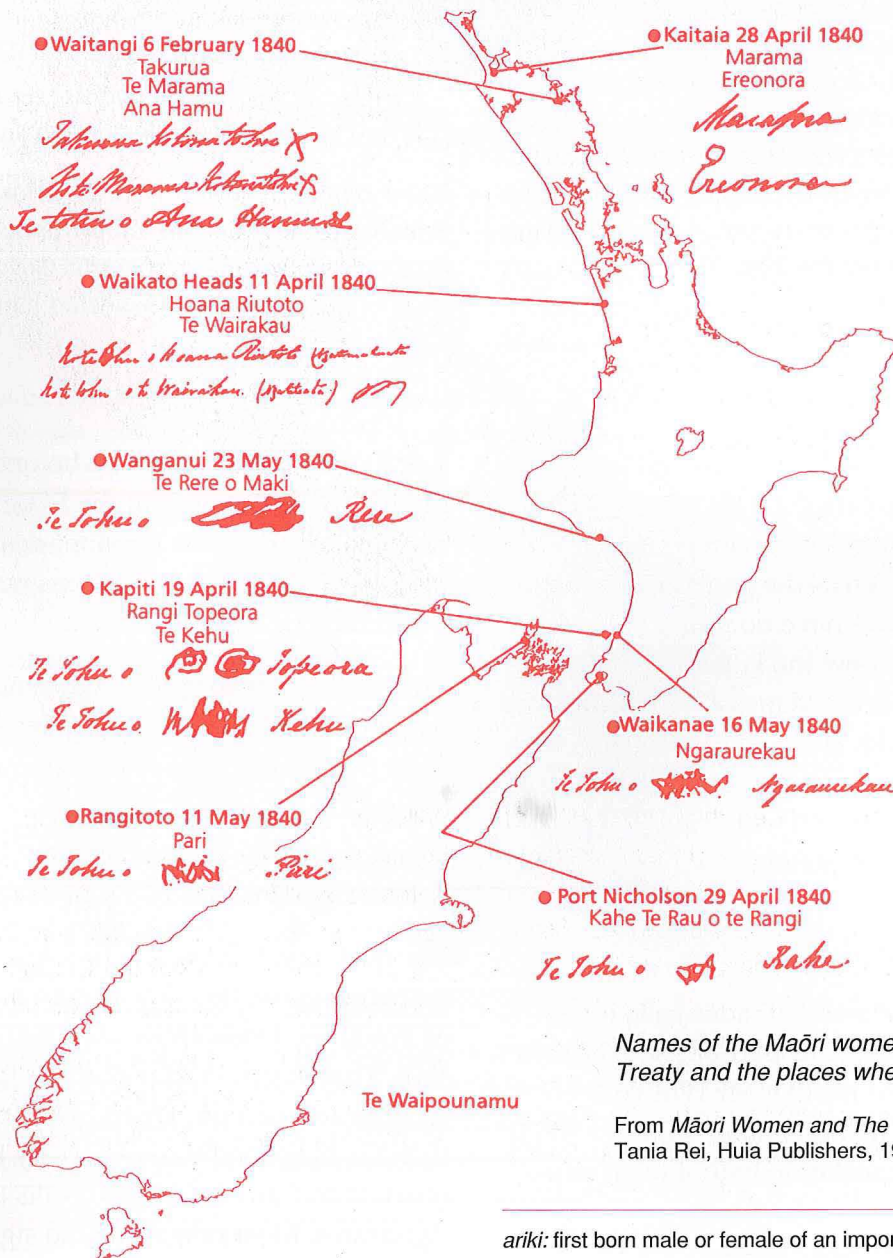 Waitangi 6 February 1840
Takurua
Te Marama
Ana Hamu
Te tohu o Ana Hamu
Kaitaia 28 April 1840
Marama
Ereonora
Marama
Ereonora
Waikato Heads 11 April 1840
Hoana Riutoto
Te Wairakau
Hoana Riutoto
Wanganui 23 May 1840
Te Rere o Maki
Te Tohu o Rere
Kapiti 19 April 1840
Rangi Topeora
Te Kehu
Te Tohu o Topeora
Te Tohu o Kehu
Waikanae 16 May 1840
Ngaraurekau
Te Tohu o Ngaraurekau
Rangitoto 11 May 1840
Pari
Te Tohu o Pari
Port Nicholson 29 April 1840
Kahe Te Rau o te Rangi
Te Tohu o Kahe
Te Waipounamu
Names of the Maōri wome
Treaty and the places whe
From Māori Women and The
Tania Rei, Huia Publishers, 19
ariki: first born male or female of an impor